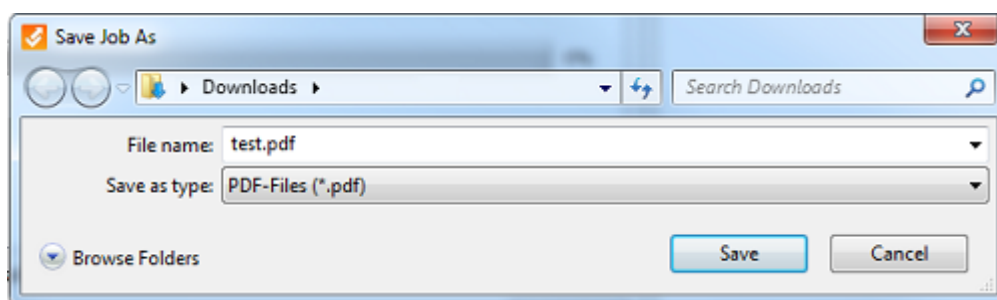 Save Job As
Downloads
Search Downloads
File name: test.pdf
Save as type: PDF-Files (*.pdf)
Browse Folders
Save
Cancel